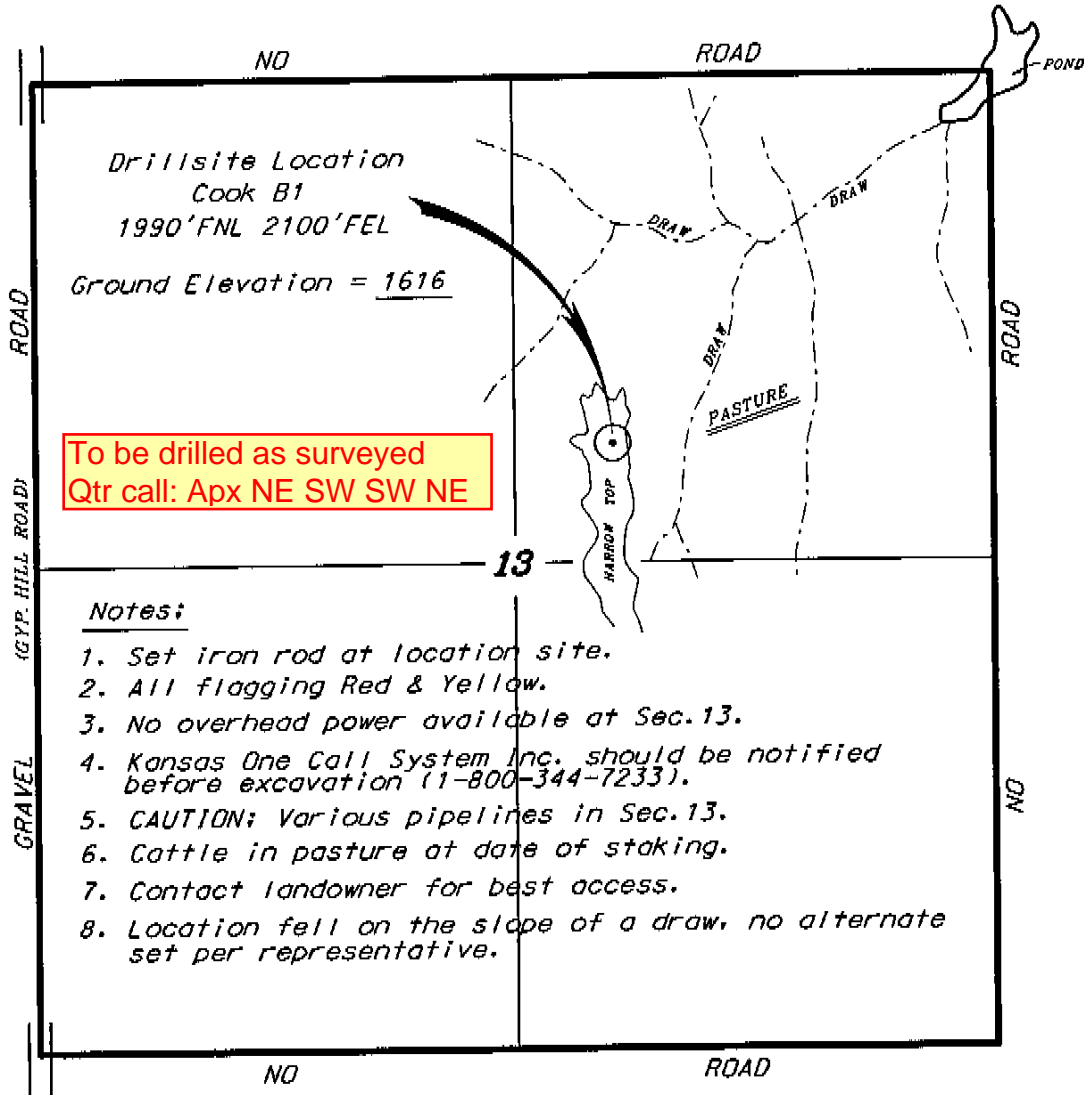 NO ROAD
POND
Drillsite Location
Cook B1
1990'FNL 2100'FEL
Ground Elevation = 1616
DRAW
DRAW
DRAW
PASTURE
ROAD
ROAD
To be drilled as surveyed
Qtr call: Apx NE SW SW NE
NARROW TOP
(GYP. HILL ROAD)
13
Notes:
1. Set iron rod at location site.
2. All flagging Red & Yellow.
3. No overhead power available at Sec.13.
4. Kansas One Call System Inc. should be notified
before excavation (1-800-344-7233).
5. CAUTION: Various pipelines in Sec.13.
6. Cattle in pasture at date of staking.
7. Contact landowner for best access.
8. Location fell on the slope of a draw, no alternate
set per representative.
GRAVEL
NO
NO ROAD